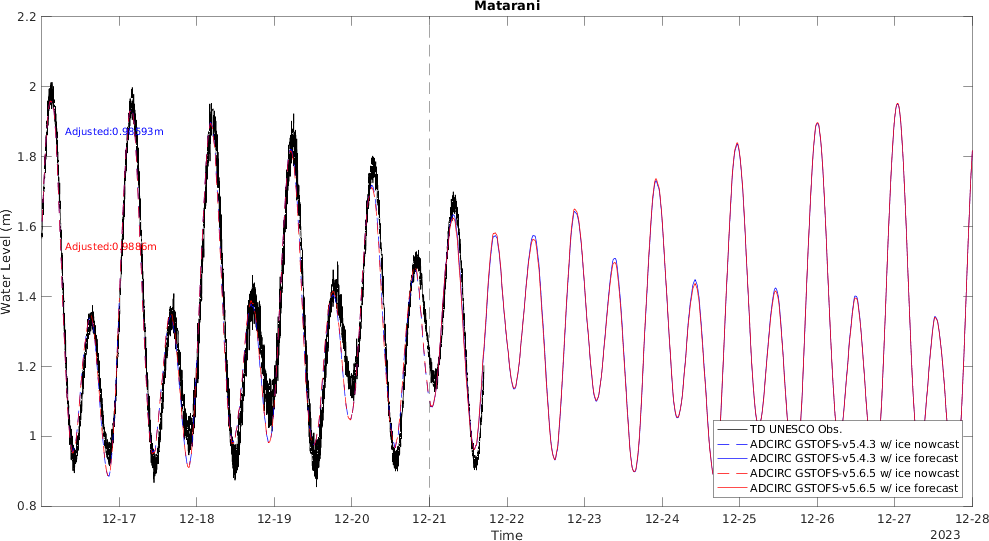 Matarani
2.2
2
1.8
1.6
1.4
1.2
1
0.8
Water Level (m)
Adjusted:0.98693m
Adjusted:0.9886m
TD UNESCO Obs.
ADCIRC GSTOFS-v5.4.3 w/ ice nowcast
ADCIRC GSTOFS-v5.4.3 w/ ice forecast
ADCIRC GSTOFS-v5.6.5 w/ ice nowcast
ADCIRC GSTOFS-v5.6.5 w/ ice forecast
12-17 12-18 12-19 12-20 12-21 12-22 12-23 12-24 12-25 12-26 12-27 12-28
Time
2023